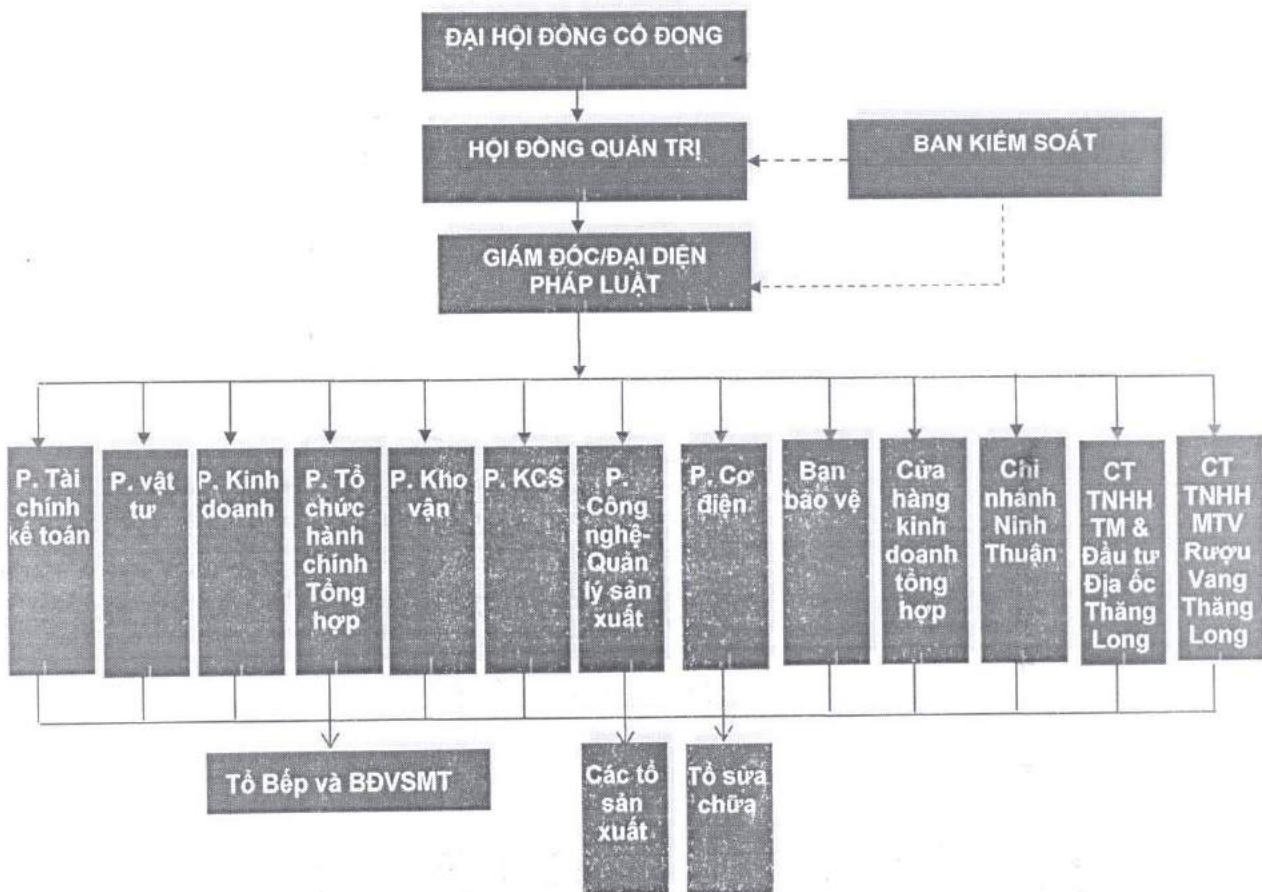 ĐẠI HỘI ĐỒNG CỔ ĐONG
HỘI ĐỒNG QUẢN TRỊ
BAN KIỂM SOÁT
GIÁM ĐỐC/ĐẠI DIỆN
PHÁP LUẬT
P. Tài
chính
kế toán
P. vật
tư
P. Kinh
doanh
P. Tổ
chức
hành
chính
Tổng
hợp
P. Kho
vận
P. KCS
P.
Công
nghệ-
Quản
lý sản
xuất
P. Cơ
điện
Ban
bảo vệ
Cửa
hàng
kinh
doanh
tổng
hợp
Chi
nhánh
Ninh
Thuận
CT
TNHH
TM &
Đầu tư
Địa ốc
Thăng
Long
CT
TNHH
MTV
Rượu
Vang
Thăng
Long
Tổ Bếp và BĐVSMT
Các tổ
sản
xuất
Tổ sửa
chữa